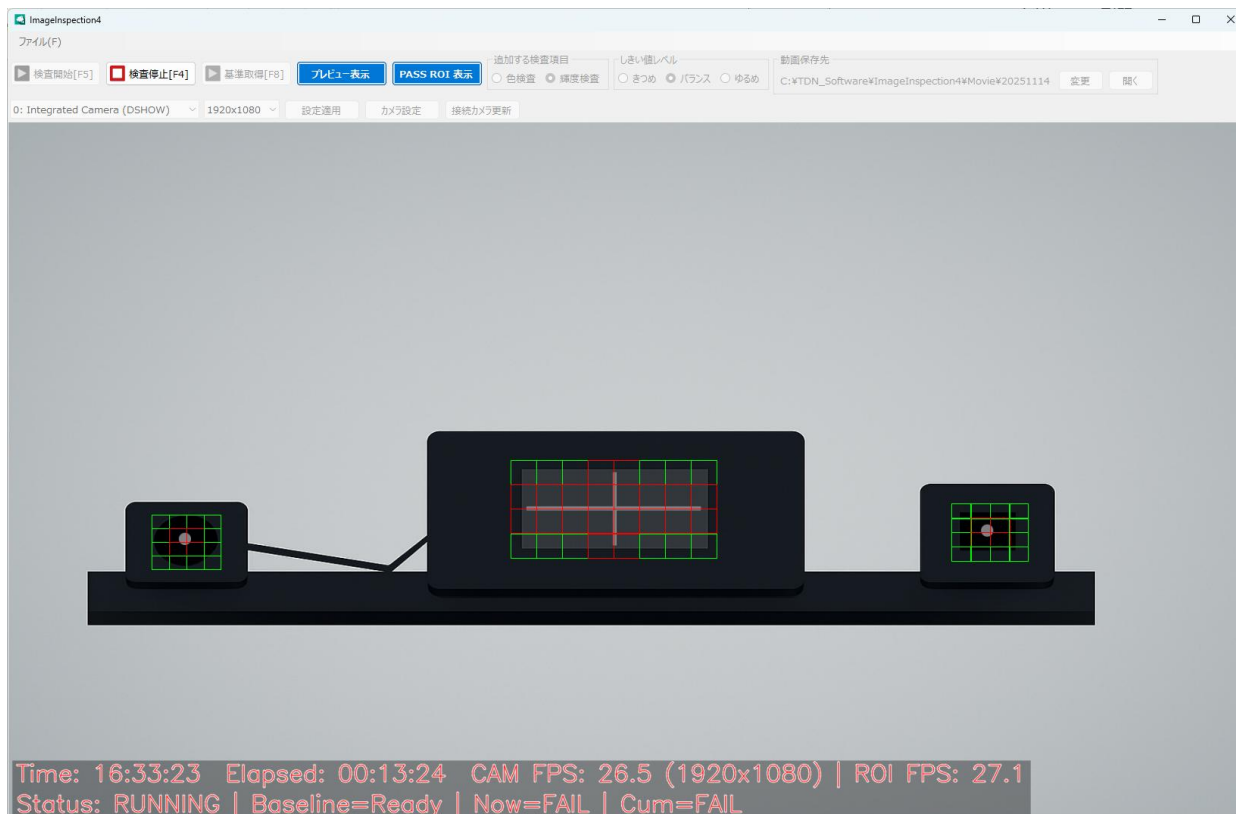 ImageInspection4
ファイル(F)
検査開始[F5] 検査停止[F4] 基準取得[F8] プレビュー表示 PASS ROI 表示
追加する検査項目
色検査 輝度検査
しきい値レベル
きつめ バランス ゆるめ
動画保存先
C:¥TDN_Software¥ImageInspection4¥Movie¥20251114 変更 開く
0: Integrated Camera (DSHOW) 1920x1080 設定適用 カメラ設定 接続カメラ更新
Time: 16:33:23 Elapsed: 00:13:24 CAM FPS: 26.5 (1920x1080) | ROI FPS: 27.1
Status: RUNNING | Baseline=Ready | Now=FAIL | Cum=FAIL